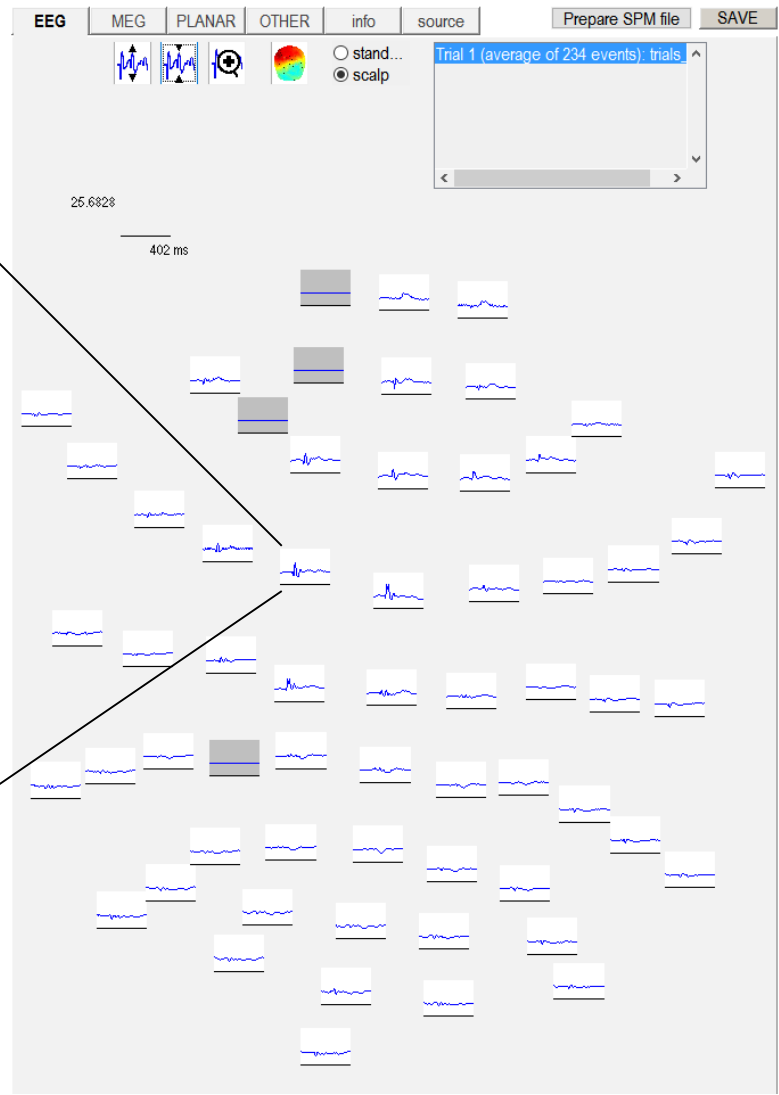 EEG MEG PLANAR OTHER info source Prepare SPM file SAVE
stand...
scalp
Trial 1 (average of 234 events): trials_
25.6828
402 ms